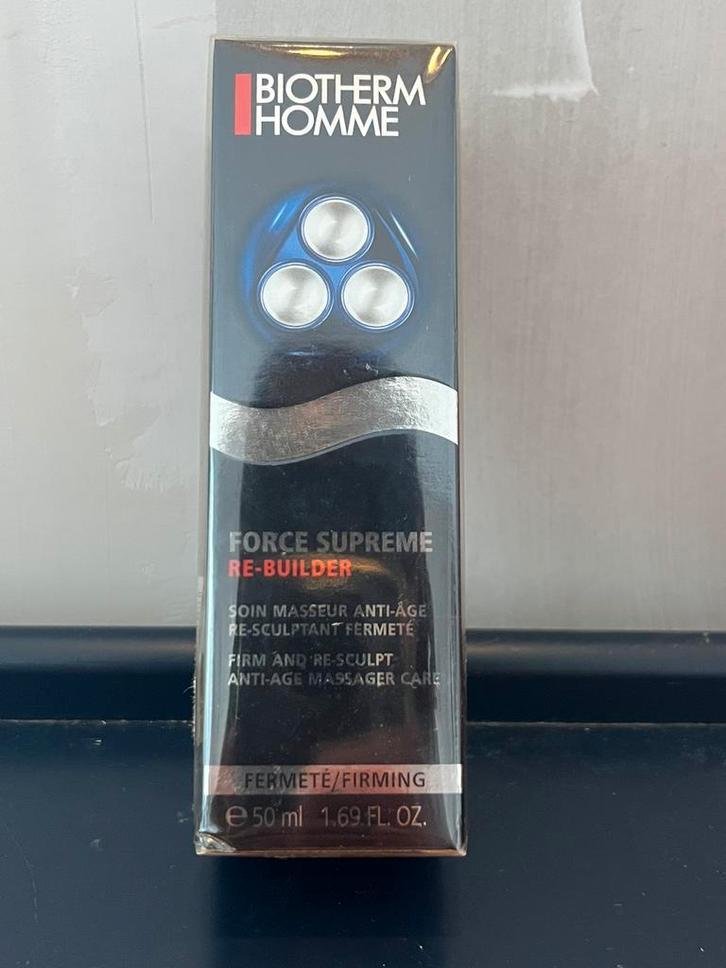 BIOTHERM
HOMME
FORCE SUPREME
RE-BUILDER
SOIN MASSEUR ANTI-ÂGE
RE-SCULPTANT FERMETÉ
FIRM AND RE-SCULPT
ANTI-AGE MASSAGER CARE
FERMETÉ/FIRMING
℮ 50 ml 1.69 FL. OZ.